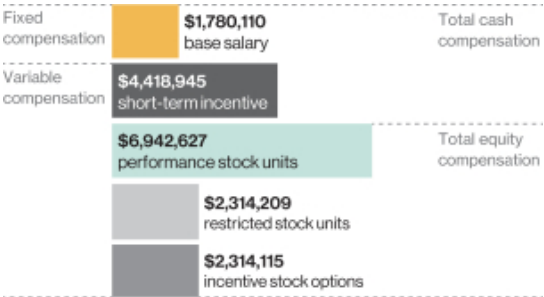 Fixed
compensation
$1,780,110
base salary
Total cash
compensation
Variable
compensation
$4,418,945
short-term incentive
$6,942,627
performance stock units
Total equity
compensation
$2,314,209
restricted stock units
$2,314,115
incentive stock options